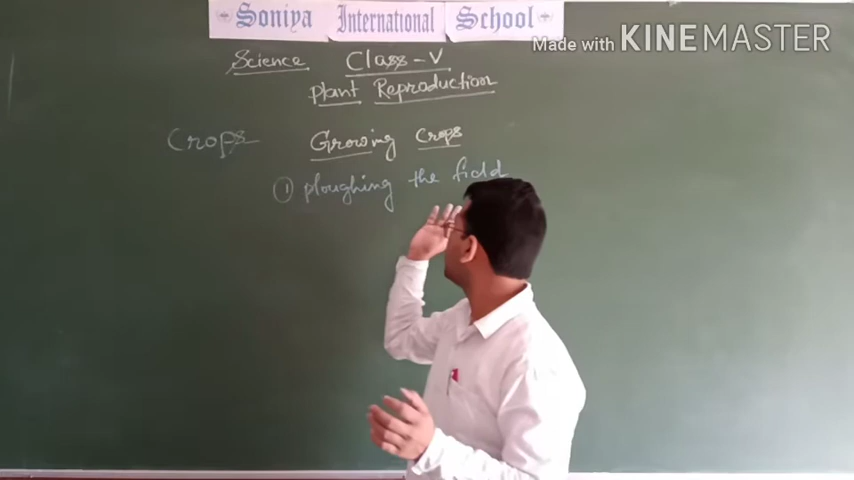 Soniya International School
Made with KINEMASTER
Science Class-V
Plant Reproduction
Crops Growing Crops
① ploughing the field